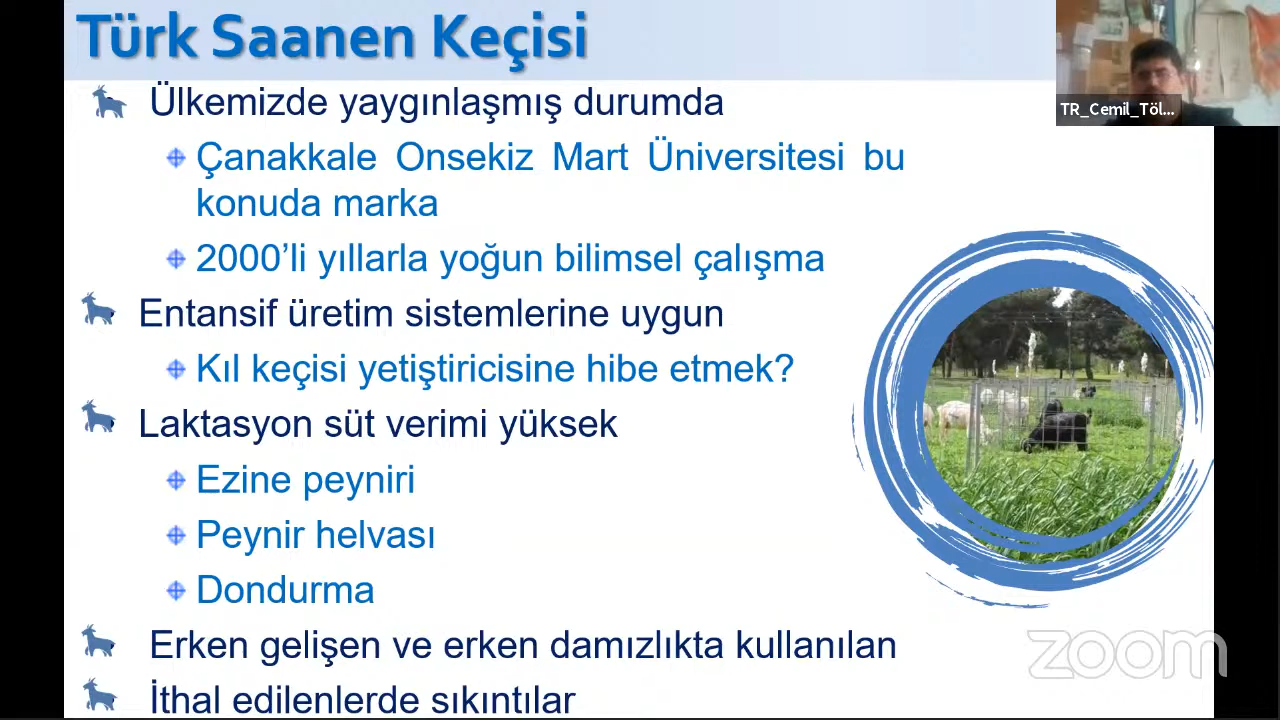 Türk Saanen Keçisi
TR_Cemil_Töl...
Ülkemizde yaygınlaşmış durumda
Çanakkale Onsekiz Mart Üniversitesi bu
konuda marka
2000’li yıllarla yoğun bilimsel çalışma
Entansif üretim sistemlerine uygun
Kıl keçisi yetiştiricisine hibe etmek?
Laktasyon süt verimi yüksek
Ezine peyniri
Peynir helvası
Dondurma
Erken gelişen ve erken damızlıkta kullanılan
zoom
İthal edilenlerde sıkıntılar